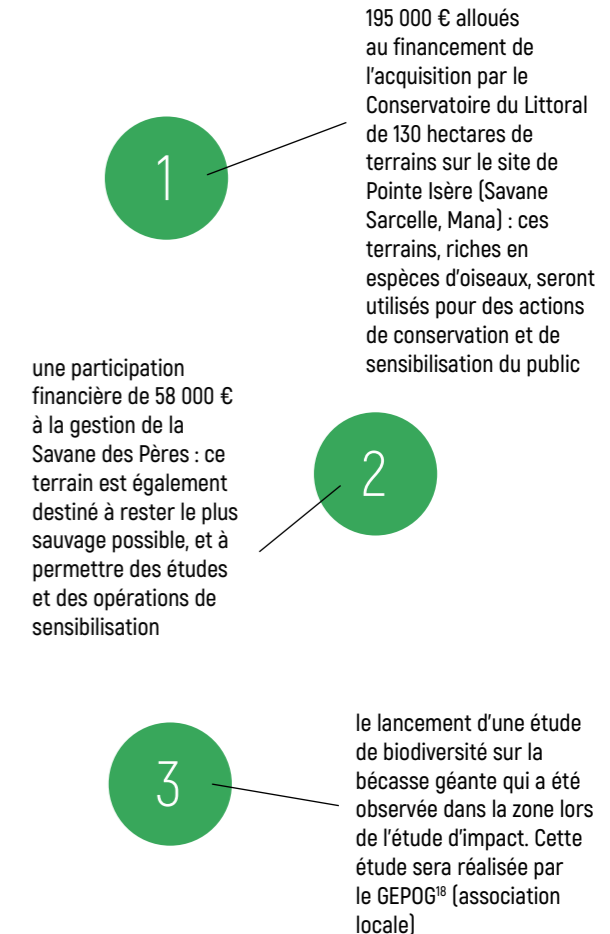 195 000 € alloués
au financement de
l'acquisition par le
Conservatoire du Littoral
de 130 hectares de
terrains sur le site de
Pointe Isère (Savane
Sarcelle, Mana) : ces
terrains, riches en
espèces d'oiseaux, seront
utilisés pour des actions
de conservation et de
sensibilisation du public
1
une participation
financière de 58 000 €
à la gestion de la
Savane des Pères : ce
terrain est également
destiné à rester le plus
sauvage possible, et à
permettre des études
et des opérations de
sensibilisation
2
3
le lancement d'une étude
de biodiversité sur la
bécasse géante qui a été
observée dans la zone lors
de l'étude d'impact. Cette
étude sera réalisée par
le GEPOG¹⁸ (association
locale)